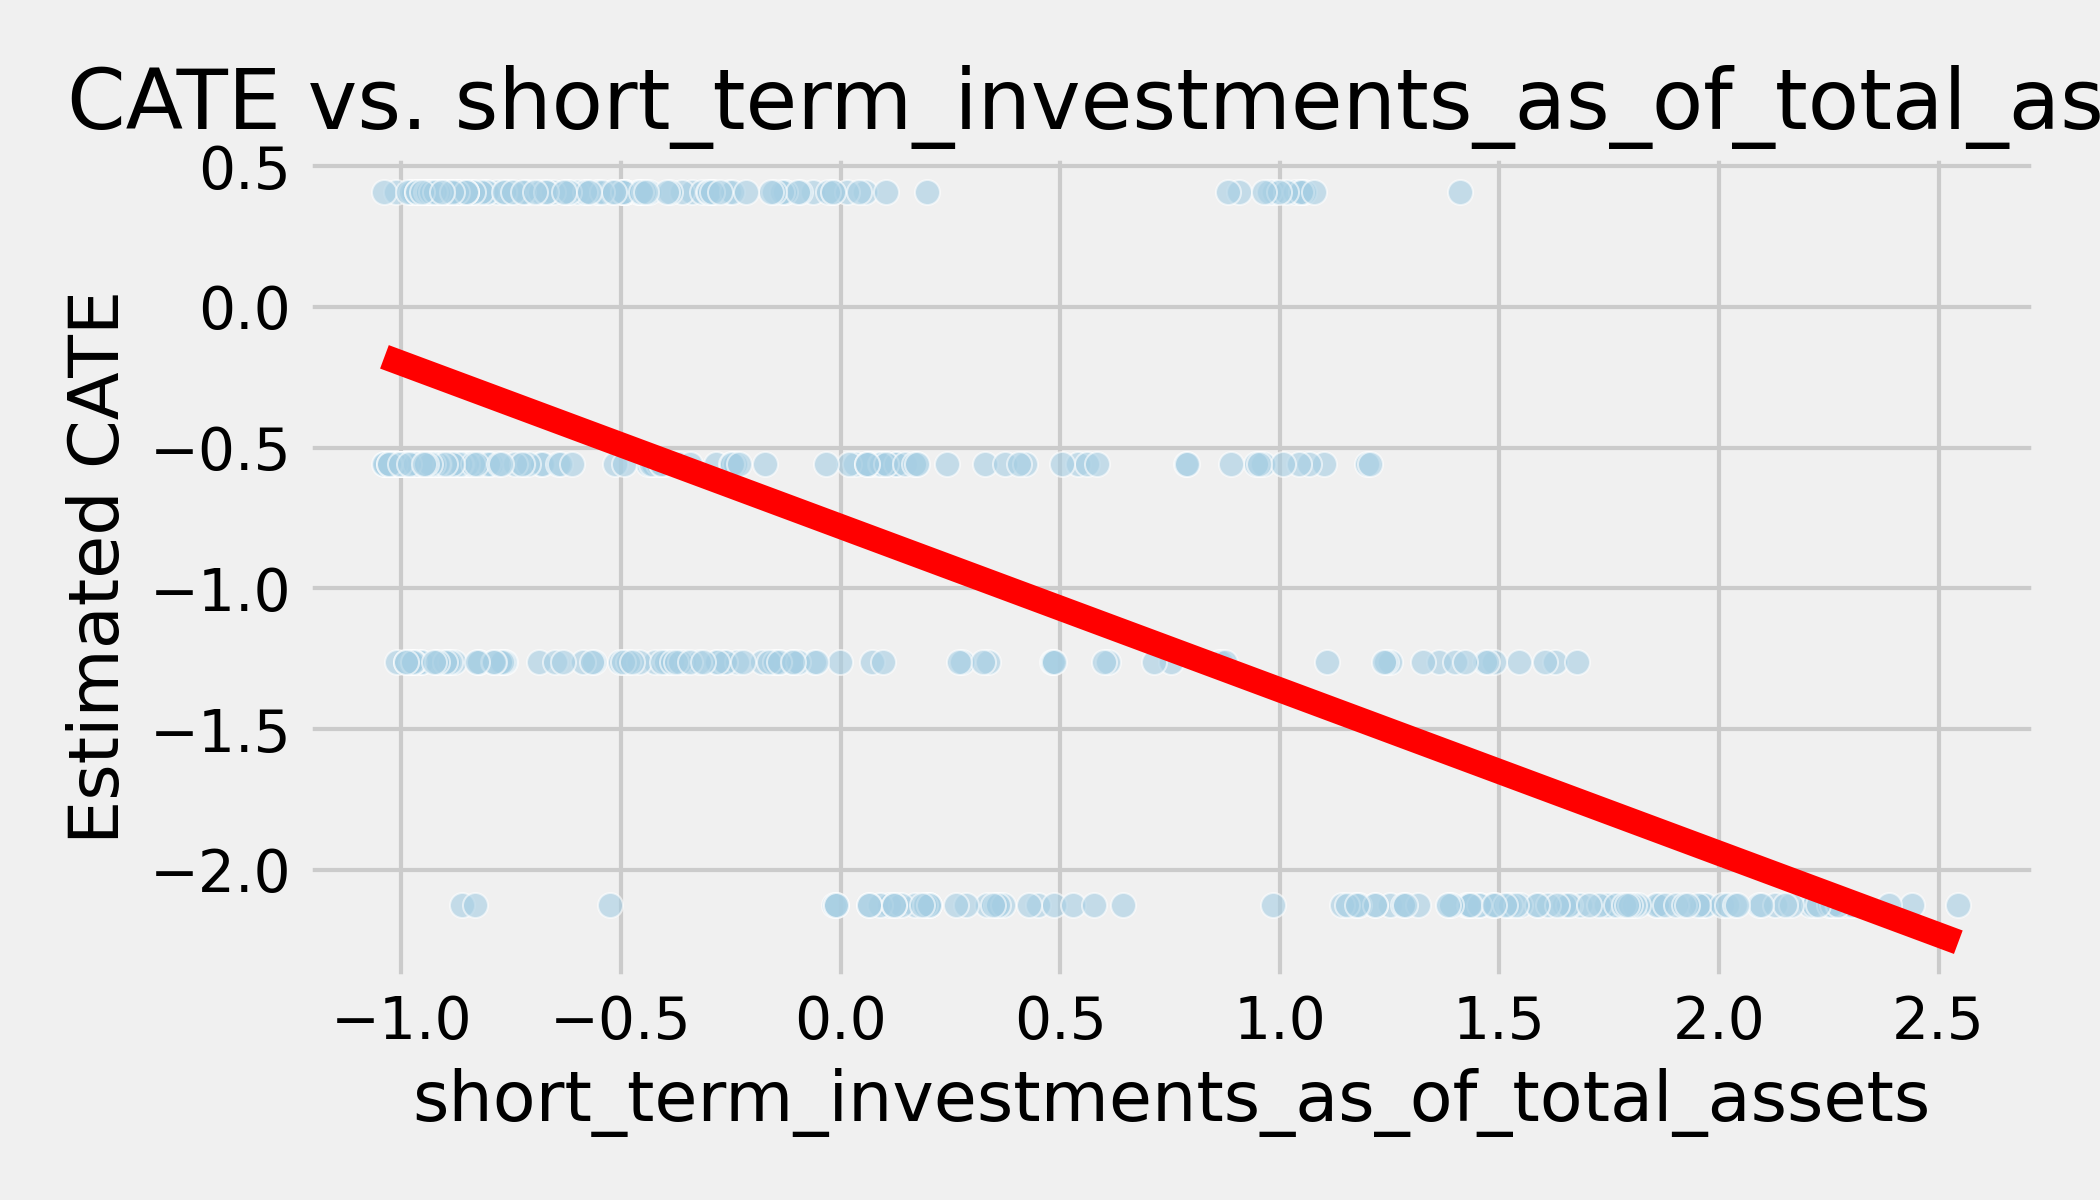 CATE vs. short_term_investments_as_of_total_as
0.5
0.0
−0.5
−1.0
−1.5
−2.0
Estimated CATE
−1.0 −0.5 0.0 0.5 1.0 1.5 2.0 2.5
short_term_investments_as_of_total_assets